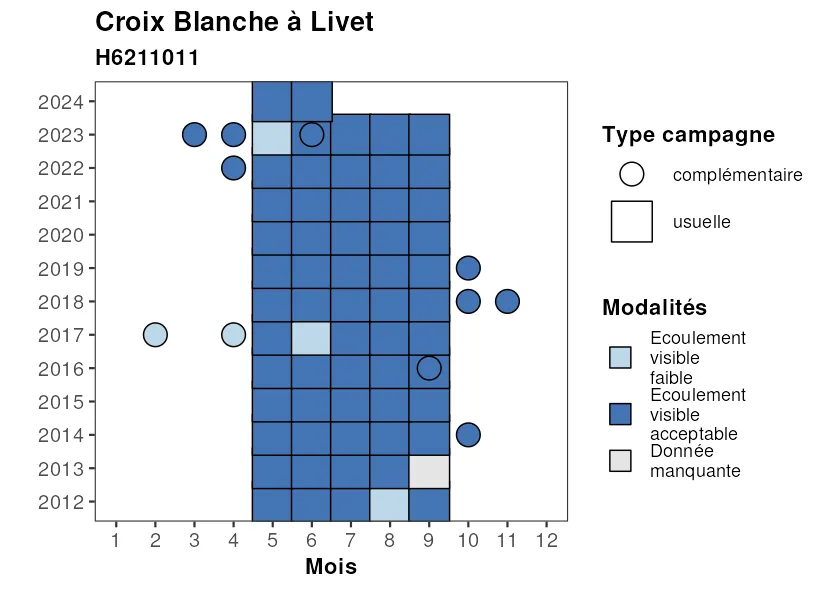 Croix Blanche à Livet
H6211011
2024
2023
2022
2021
2020
2019
2018
2017
2016
2015
2014
2013
2012
1 2 3 4 5 6 7 8 9 10 11 12
Mois
Type campagne
complémentaire
usuelle
Modalités
Ecoulement
visible
faible
Ecoulement
visible
acceptable
Donnée
manquante